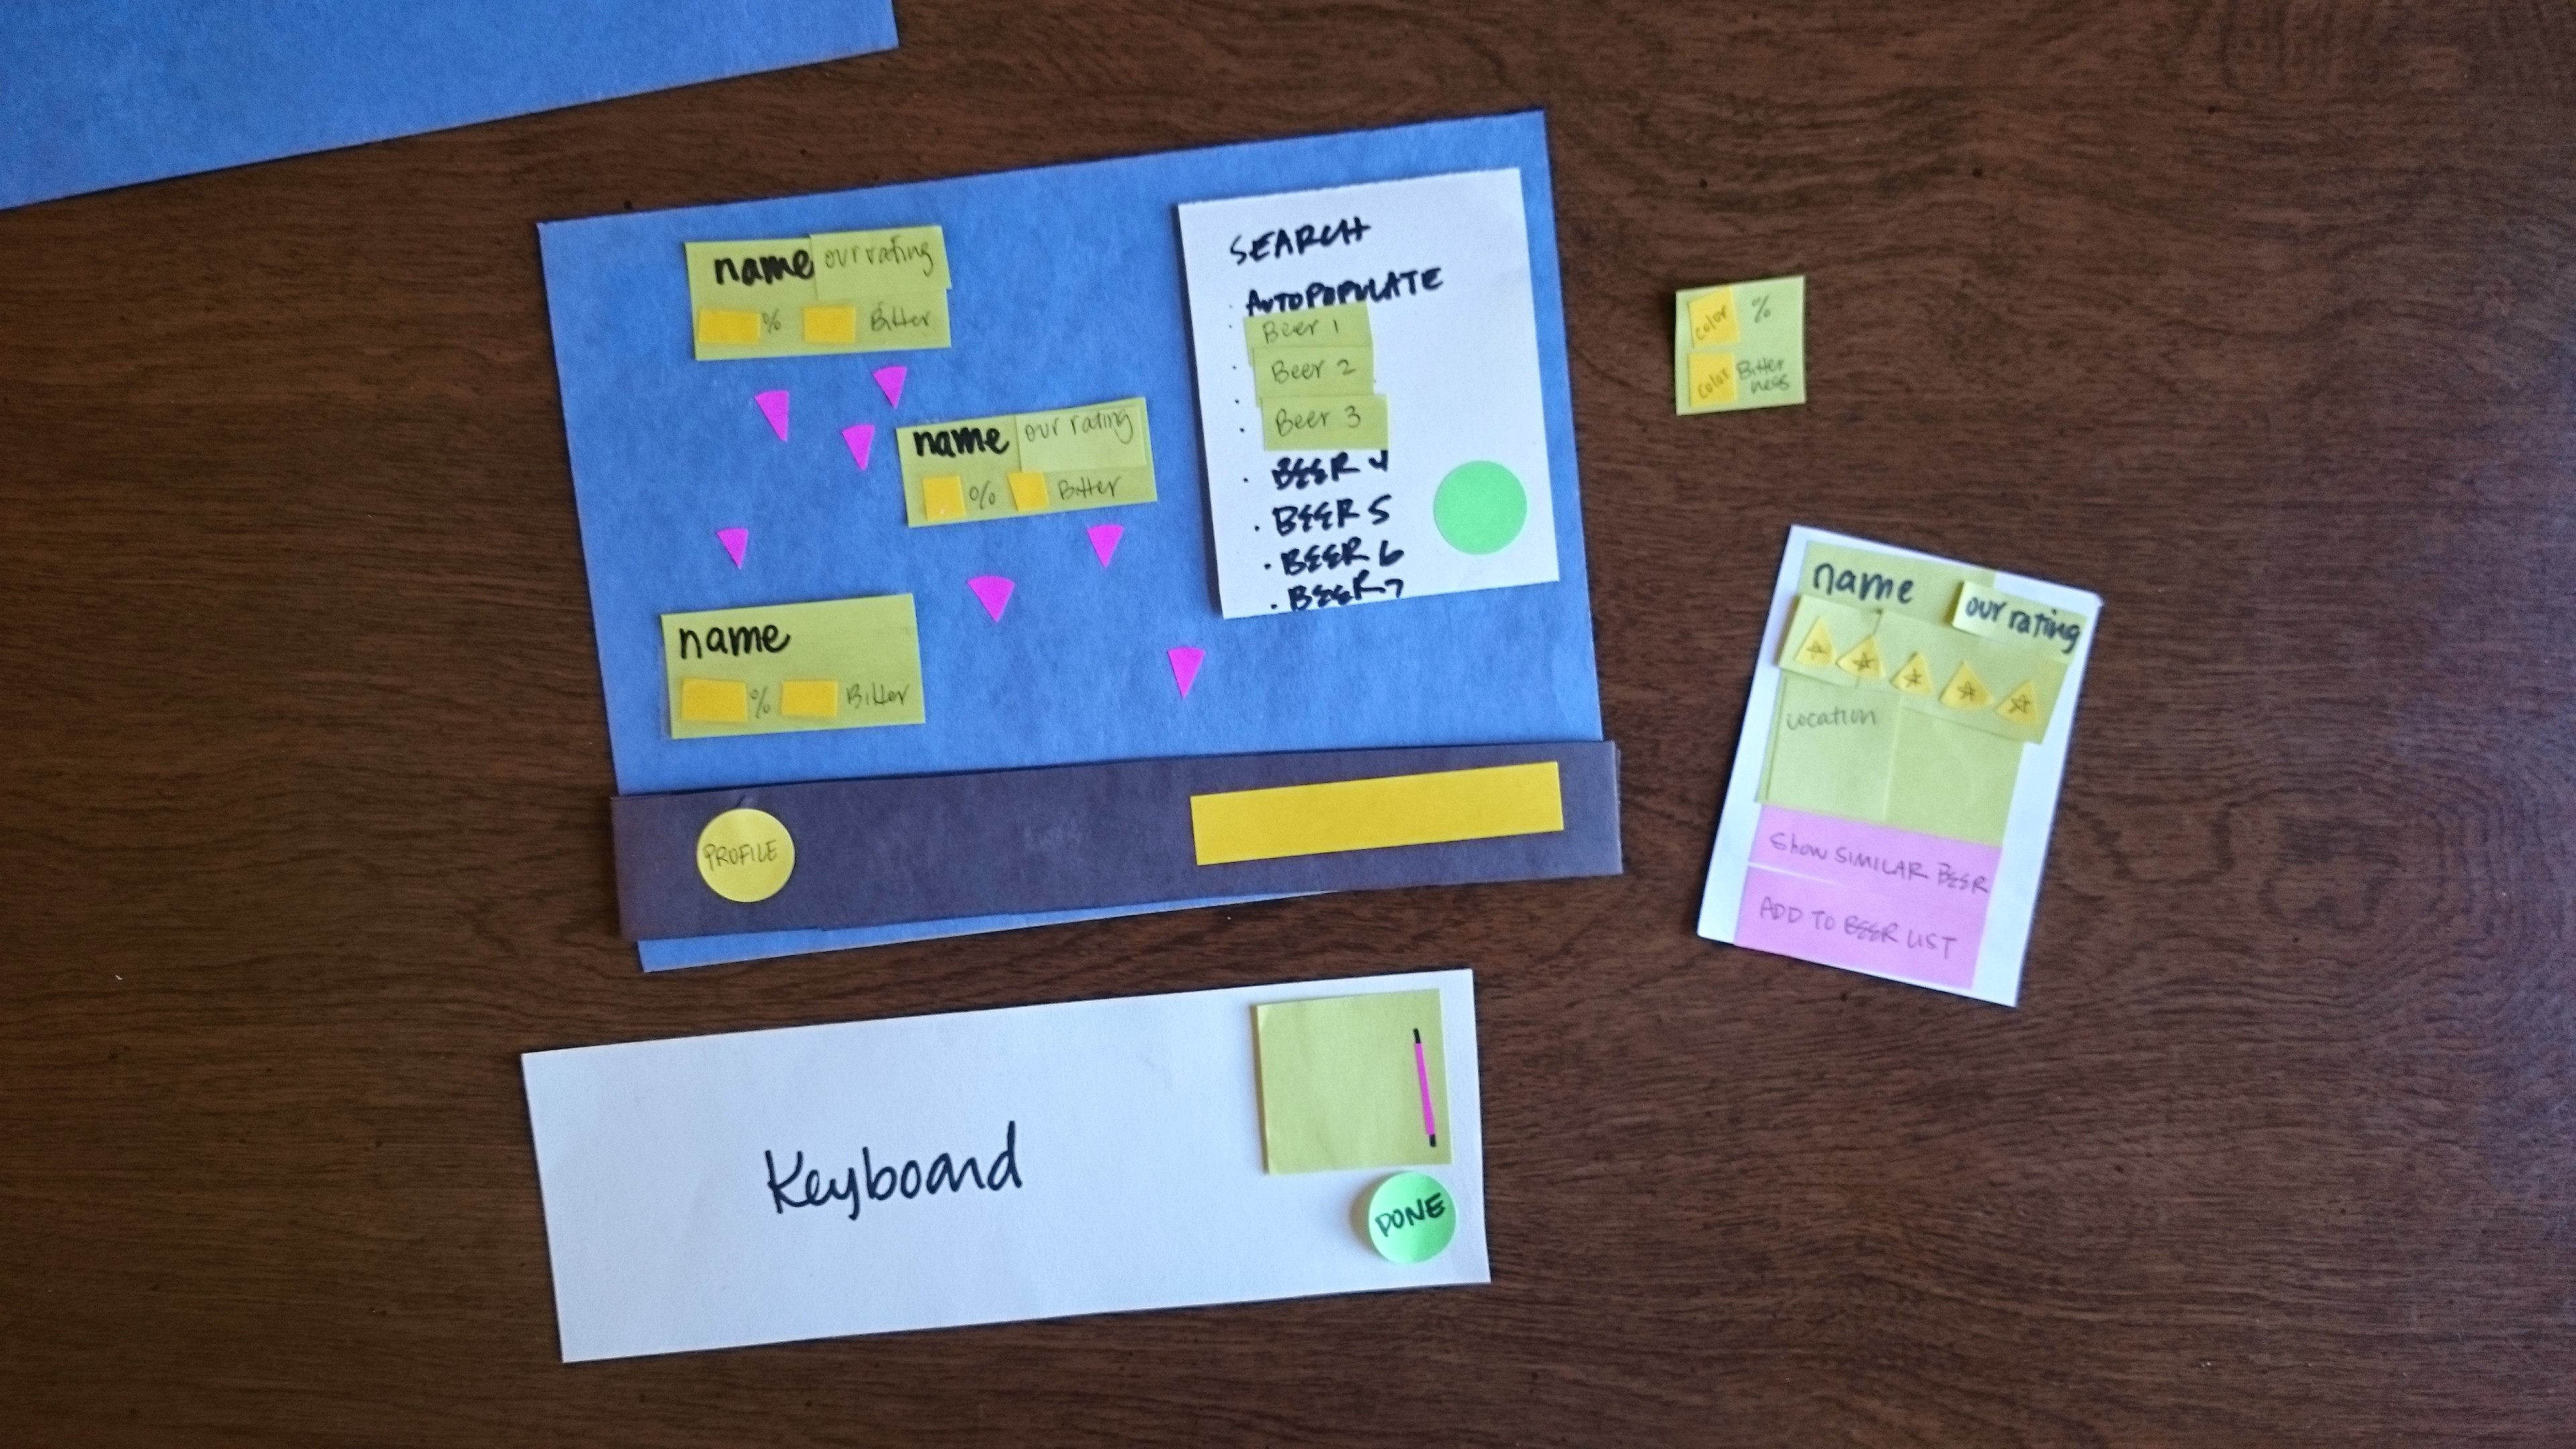 name our rating
% Bitter
name our rating
% Bitter
name
% Bitter
PROFILE
SEARCH
AUTOPOPULATE
Beer 1
Beer 2
Beer 3
BEER 4
BEER 5
BEER 6
BEER 7
color %
color Bitter
ness
name our rating
Location
SHOW SIMILAR BEER
ADD TO BEER LIST
Keyboard
DONE